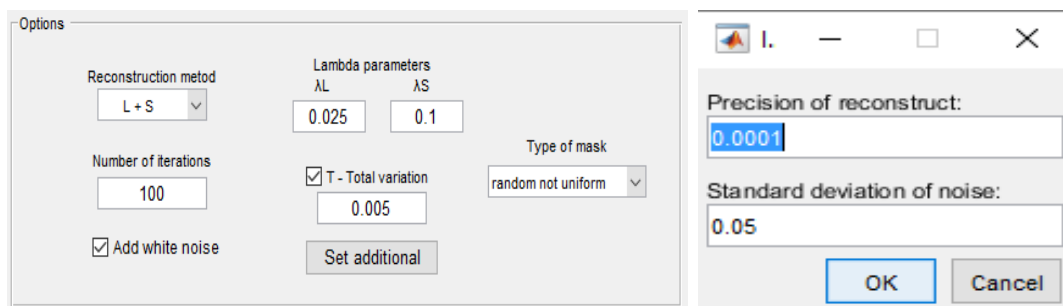 Options
Reconstruction metod
L + S
Lambda parameters
λL λS
0.025 0.1
Number of iterations
100
T - Total variation
0.005
Type of mask
random not uniform
Add white noise
Set additional
I.
Precision of reconstruct:
0.0001
Standard deviation of noise:
0.05
OK Cancel